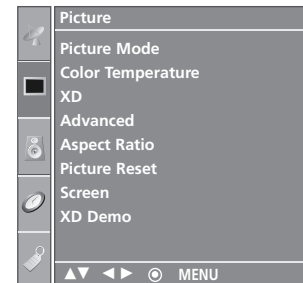 Picture
Picture Mode
Color Temperature
XD
Advanced
Aspect Ratio
Picture Reset
Screen
XD Demo
▲▼ ◄► ⦿ MENU